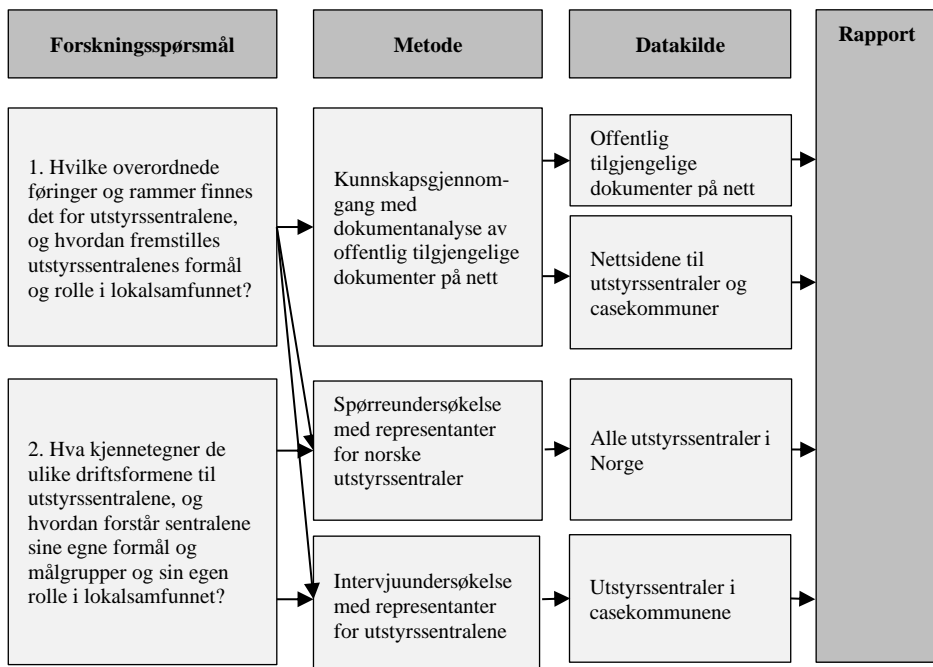 Forskningsspørsmål
Metode
Datakilde
Rapport
1. Hvilke overordnede
føringer og rammer finnes
det for utstyrssentralene,
og hvordan fremstilles
utstyrssentralenes formål
og rolle i lokalsamfunnet?
Kunnskapsgjennom-
gang med
dokumentanalyse av
offentlig tilgjengelige
dokumenter på nett
Offentlig
tilgjengelige
dokumenter på nett
Nettsidene til
utstyrssentraler og
casekommuner
2. Hva kjennetegner de
ulike driftsformene til
utstyrssentralene, og
hvordan forstår sentralene
sine egne formål og
målgrupper og sin egen
rolle i lokalsamfunnet?
Spørreundersøkelse
med representanter
for norske
utstyrssentraler
Alle utstyrssentraler i
Norge
Intervjuundersøkelse
med representanter
for utstyrssentralene
Utstyrssentraler i
casekommunene